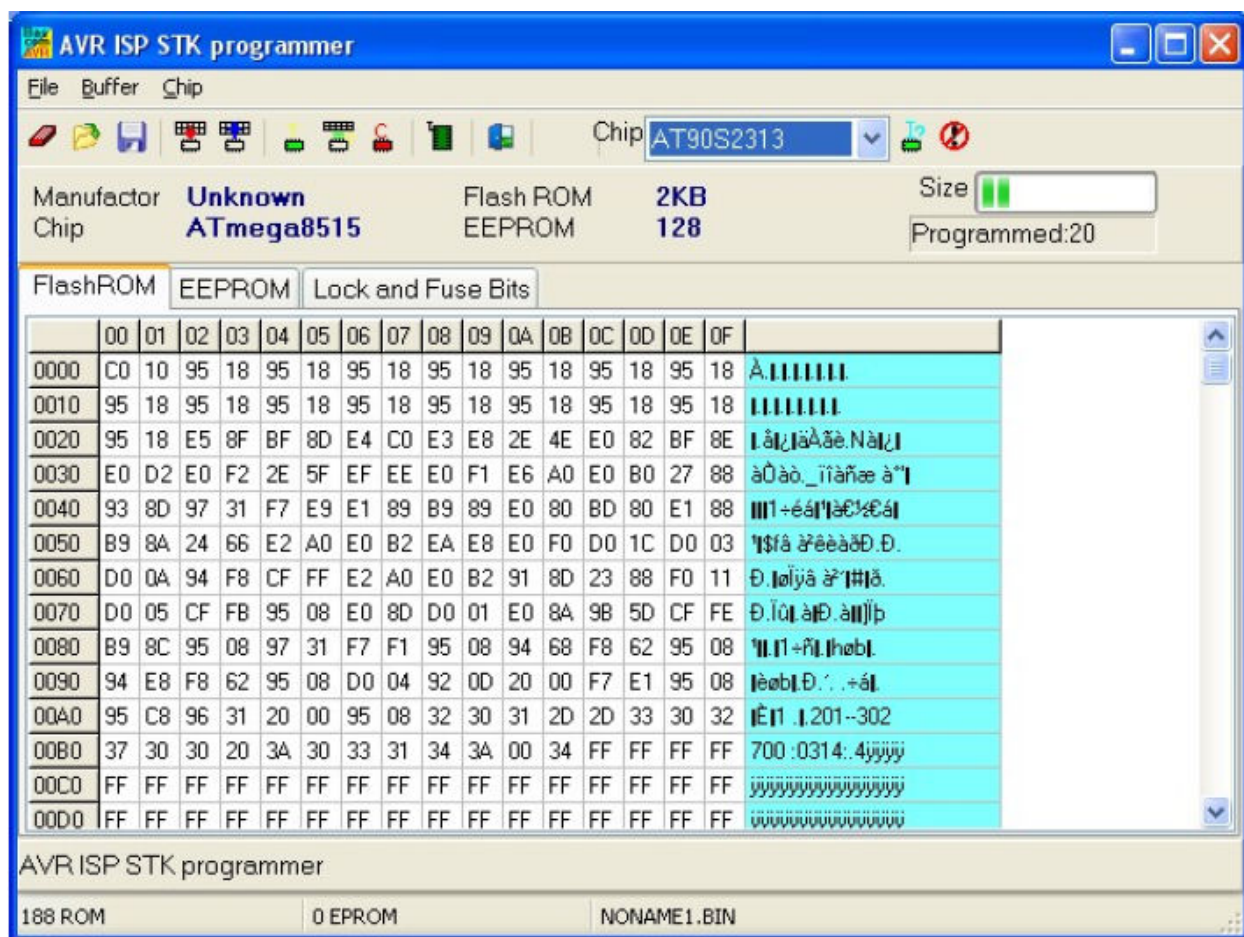 AVR ISP STK programmer
File Buffer Chip
Chip AT90S2313
Manufactor Unknown Flash ROM 2KB Size
Chip ATmega8515 EEPROM 128 Programmed:20
FlashROM EEPROM Lock and Fuse Bits
00 01 02 03 04 05 06 07 08 09 0A 0B 0C 0D 0E 0F
0000 C0 10 95 18 95 18 95 18 95 18 95 18 95 18 95 18
0010 95 18 95 18 95 18 95 18 95 18 95 18 95 18 95 18
0020 95 18 E5 8F BF 8D E4 C0 E3 E8 2E 4E E0 82 BF 8E
0030 E0 D2 E0 F2 2E 5F EF EE E0 F1 E6 A0 E0 B0 27 88
0040 93 8D 97 31 F7 E9 E1 89 B9 89 E0 80 BD 80 E1 88
0050 B9 8A 24 66 E2 A0 E0 B2 EA E8 E0 F0 D0 1C D0 03
0060 D0 0A 94 F8 CF FF E2 A0 E0 B2 91 8D 23 88 F0 11
0070 D0 05 CF FB 95 08 E0 8D D0 01 E0 8A 9B 5D CF FE
0080 B9 8C 95 08 97 31 F7 F1 95 08 94 68 F8 62 95 08
0090 94 E8 F8 62 95 08 D0 04 92 0D 20 00 F7 E1 95 08
00A0 95 C8 96 31 20 00 95 08 32 30 31 2D 2D 33 30 32 .201--302
00B0 37 30 30 20 3A 30 33 31 34 3A 00 34 FF FF FF FF 700 :0314:.4ÿÿÿÿ
00C0 FF FF FF FF FF FF FF FF FF FF FF FF FF FF FF FF ÿÿÿÿÿÿÿÿÿÿÿÿÿÿÿÿ
00D0 FF FF FF FF FF FF FF FF FF FF FF FF FF FF FF FF
AVR ISP STK programmer
188 ROM 0 EPROM NONAME1.BIN